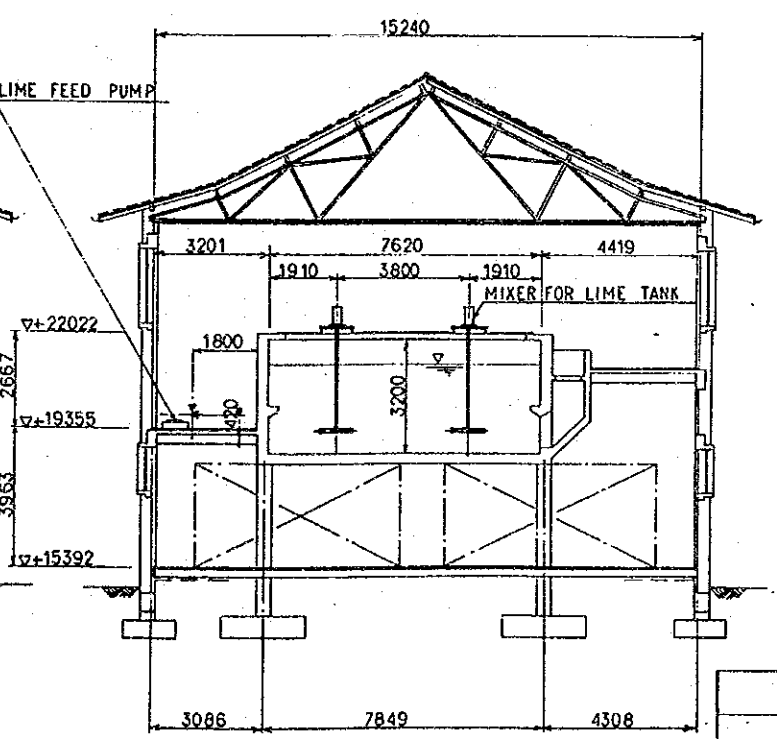 15240
LIME FEED PUMP
3201 7620 4419
1910 3800 1910
MIXER FOR LIME TANK
▽+22022
1800
2667
3200
420
▽+19355
3963
▽+15392
3086 7849 4308